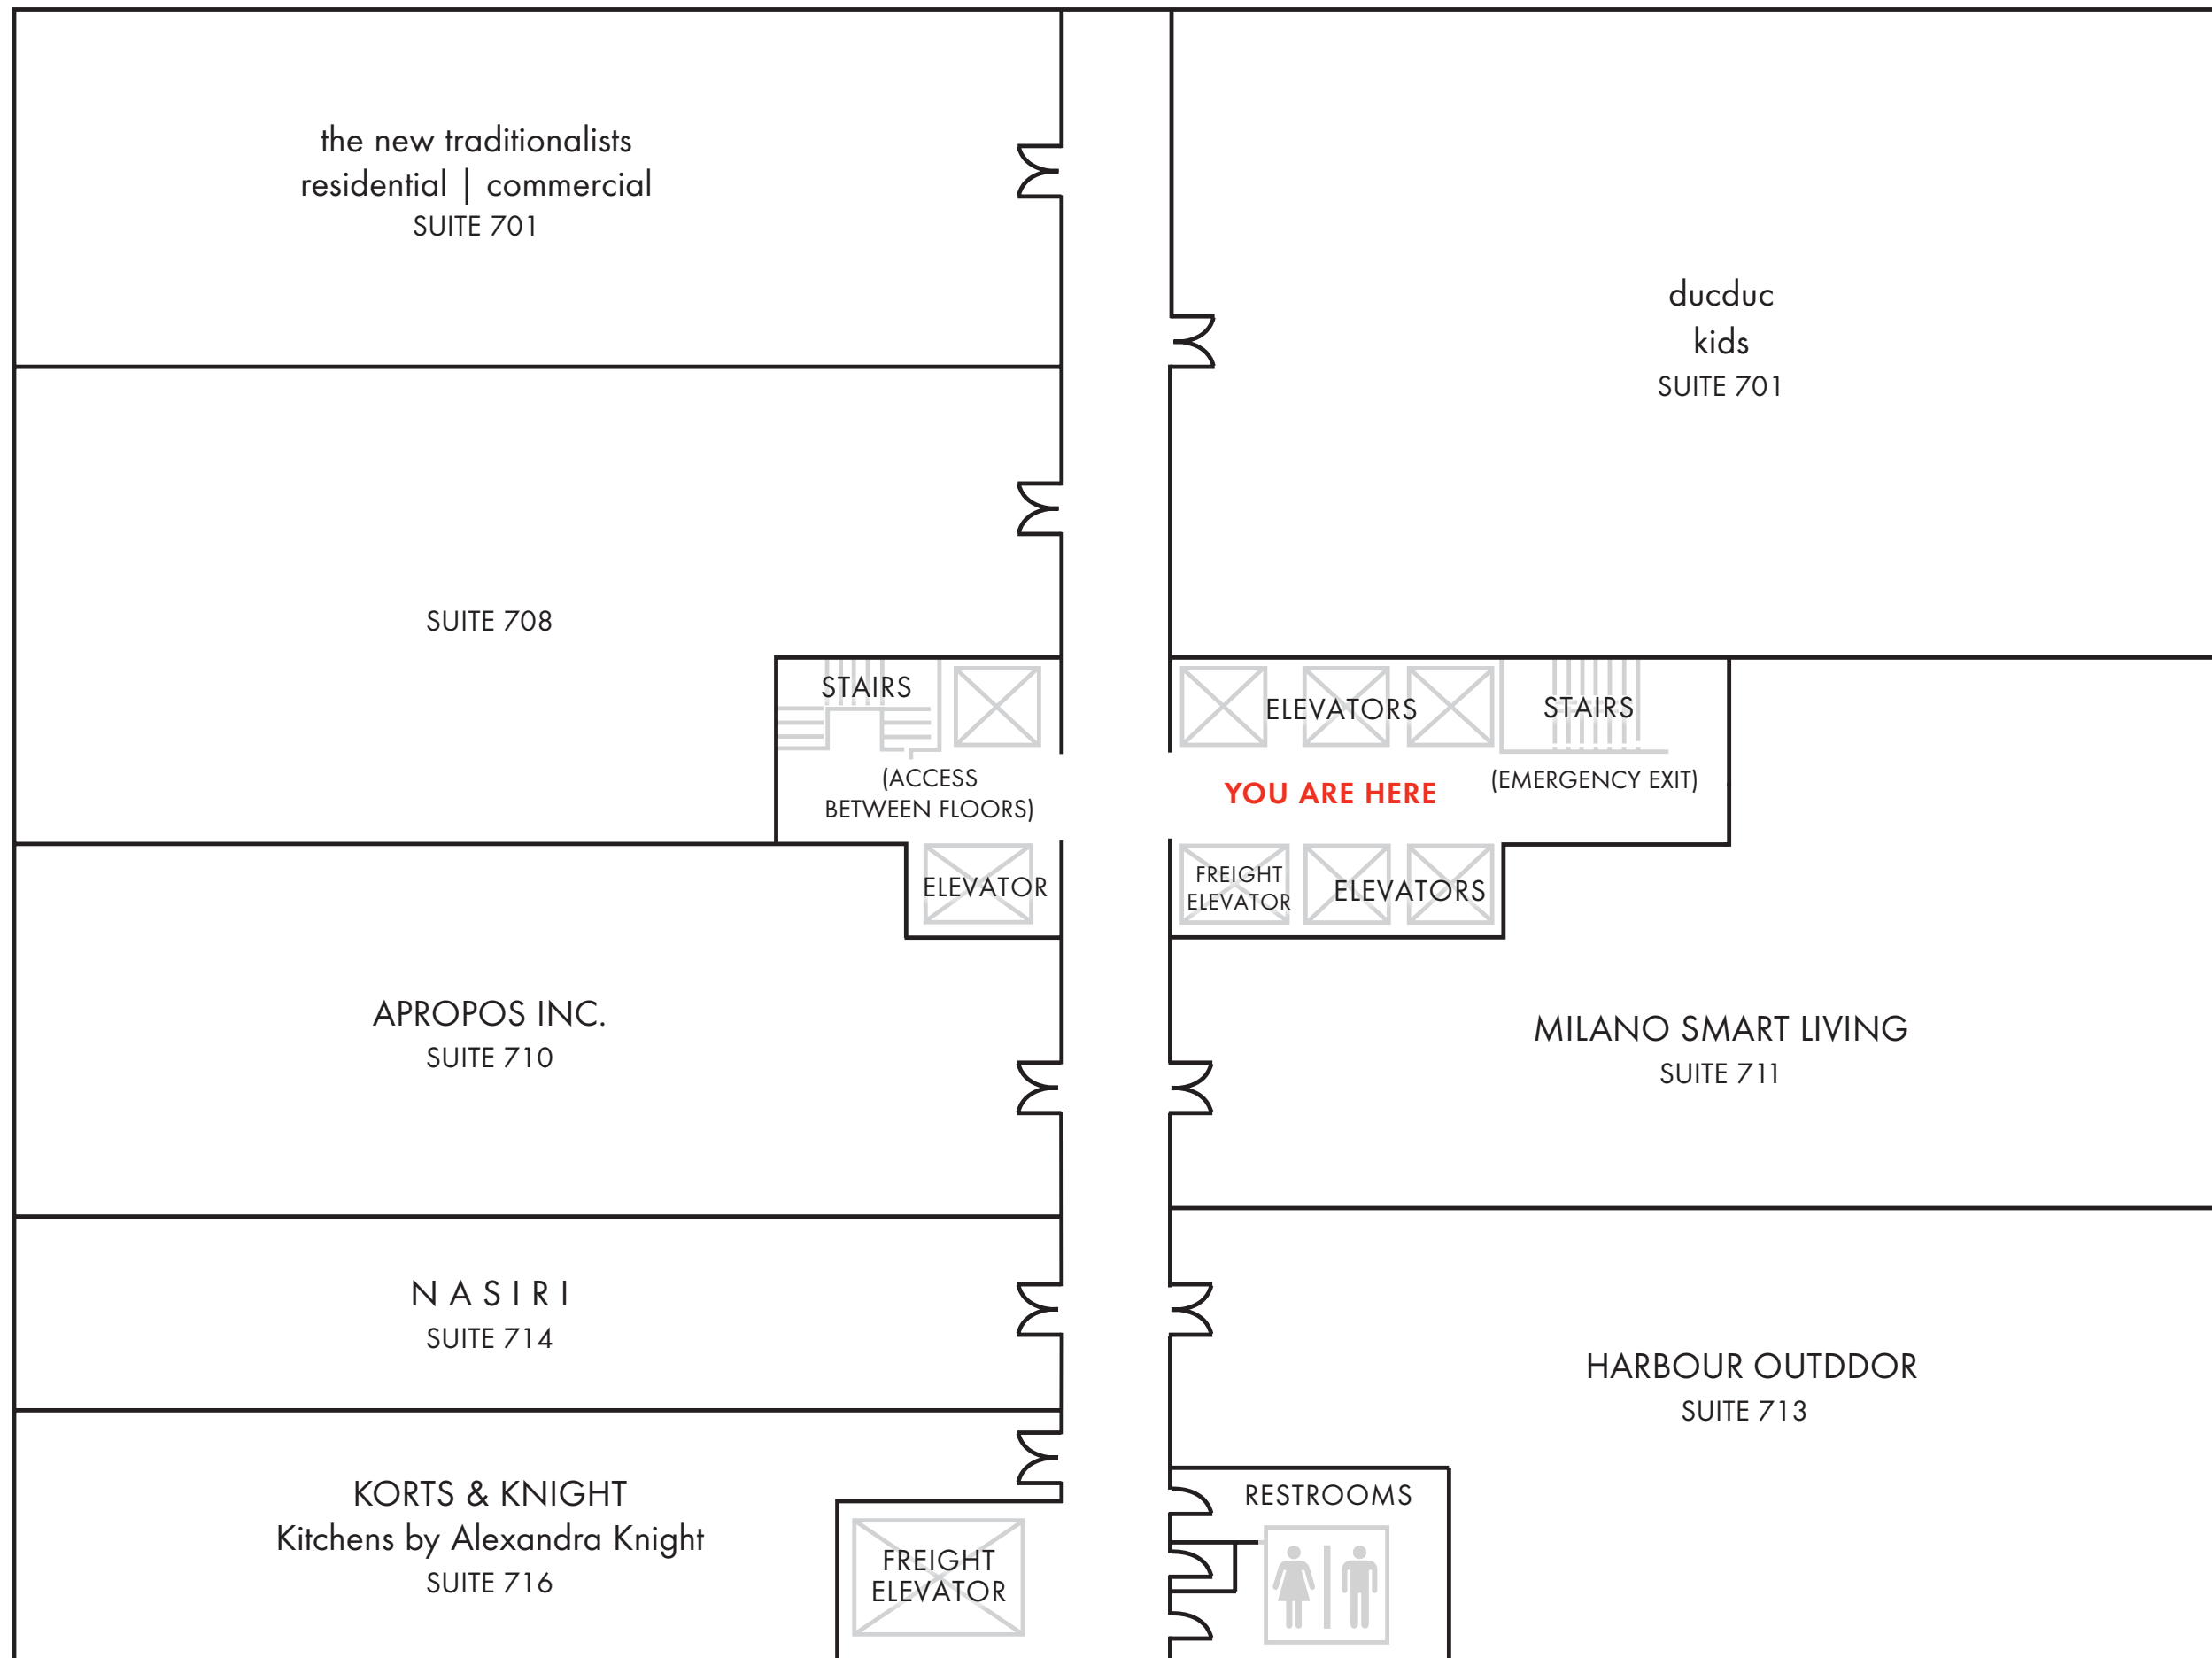 the new traditionalists
residential | commercial
SUITE 701
ducduc
kids
SUITE 701
SUITE 708
STAIRS
(ACCESS
BETWEEN FLOORS)
ELEVATOR
ELEVATORS
STAIRS
YOU ARE HERE
(EMERGENCY EXIT)
FREIGHT
ELEVATOR
ELEVATORS
APROPOS INC.
SUITE 710
MILANO SMART LIVING
SUITE 711
NASIRI
SUITE 714
HARBOUR OUTDDOR
SUITE 713
KORTS & KNIGHT
Kitchens by Alexandra Knight
SUITE 716
FREIGHT
ELEVATOR
RESTROOMS